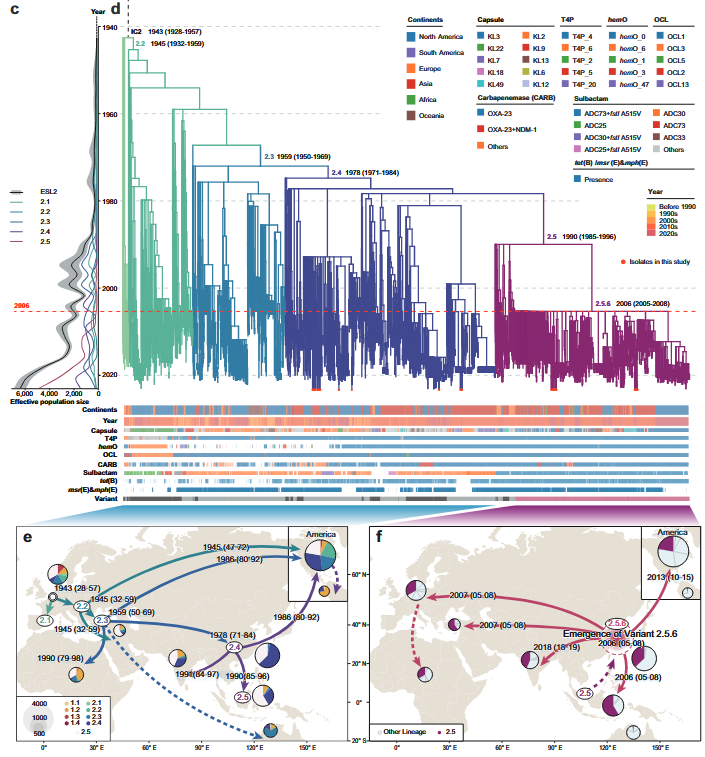 c
d
Year
1940
1960
1980
2000
2020
IC2 1943 (1928-1957)
2.2 1945 (1932-1959)
2.3 1959 (1950-1969)
2.4 1978 (1971-1984)
2.5 1990 (1985-1996)
2.5.6 2006 (2005-2008)
ESL2
2.1
2.2
2.3
2.4
2.5
2006
6,000 4,000 2,000 0
Effective population size
Continents
North America
South America
Europe
Asia
Africa
Oceania
Capsule
KL3 KL2
KL22 KL9
KL7 KL13
KL18 KL6
KL49 KL12
T4P
T4P_4
T4P_6
T4P_2
T4P_5
T4P_20
hemO
hemO_0
hemO_6
hemO_1
hemO_3
hemO_47
OCL
OCL1
OCL3
OCL5
OCL2
OCL13
Carbapenemase (CARB)
OXA-23
OXA-23+NDM-1
Others
Sulbactam
ADC73+ftsI A515V ADC30
ADC25 ADC73
ADC30+ftsI A515V ADC33
ADC25+ftsI A515V Others
tet(B) /msr(E)&mph(E)
Presence
Year
Before 1990
1990s
2000s
2010s
2020s
Isolates in this study
Continents
Year
Capsule
T4P
hemO
OCL
CARB
Sulbactam
tet(B)
msr(E)&mph(E)
Variant
e
America
1945 (47-72)
1986 (80-92)
1943 (28-57)
2.1
2.2
1945 (32-59)
2.3
1959 (50-69)
1945 (32-59)
1990 (79-98)
1978 (71-84)
2.4
1986 (80-92)
1991(84-97)
1990(85-96)
2.5
4000
1000
500
1.1 2.1
1.2 2.2
1.3 2.3
1.4 2.4
2.5
0° 30° E 60° E 90° E 120° E 150° E
f
America
2013 (10-15)
2007 (05-08)
2007 (05-08)
2.5.6
Emergence of Variant 2.5.6
2006 (05-08)
2018 (16-19)
2006 (05-08)
2.5
Other Lineage 2.5
60° N
40° N
20° N
0°
20° S
0° 30° E 60° E 90° E 120° E 150° E